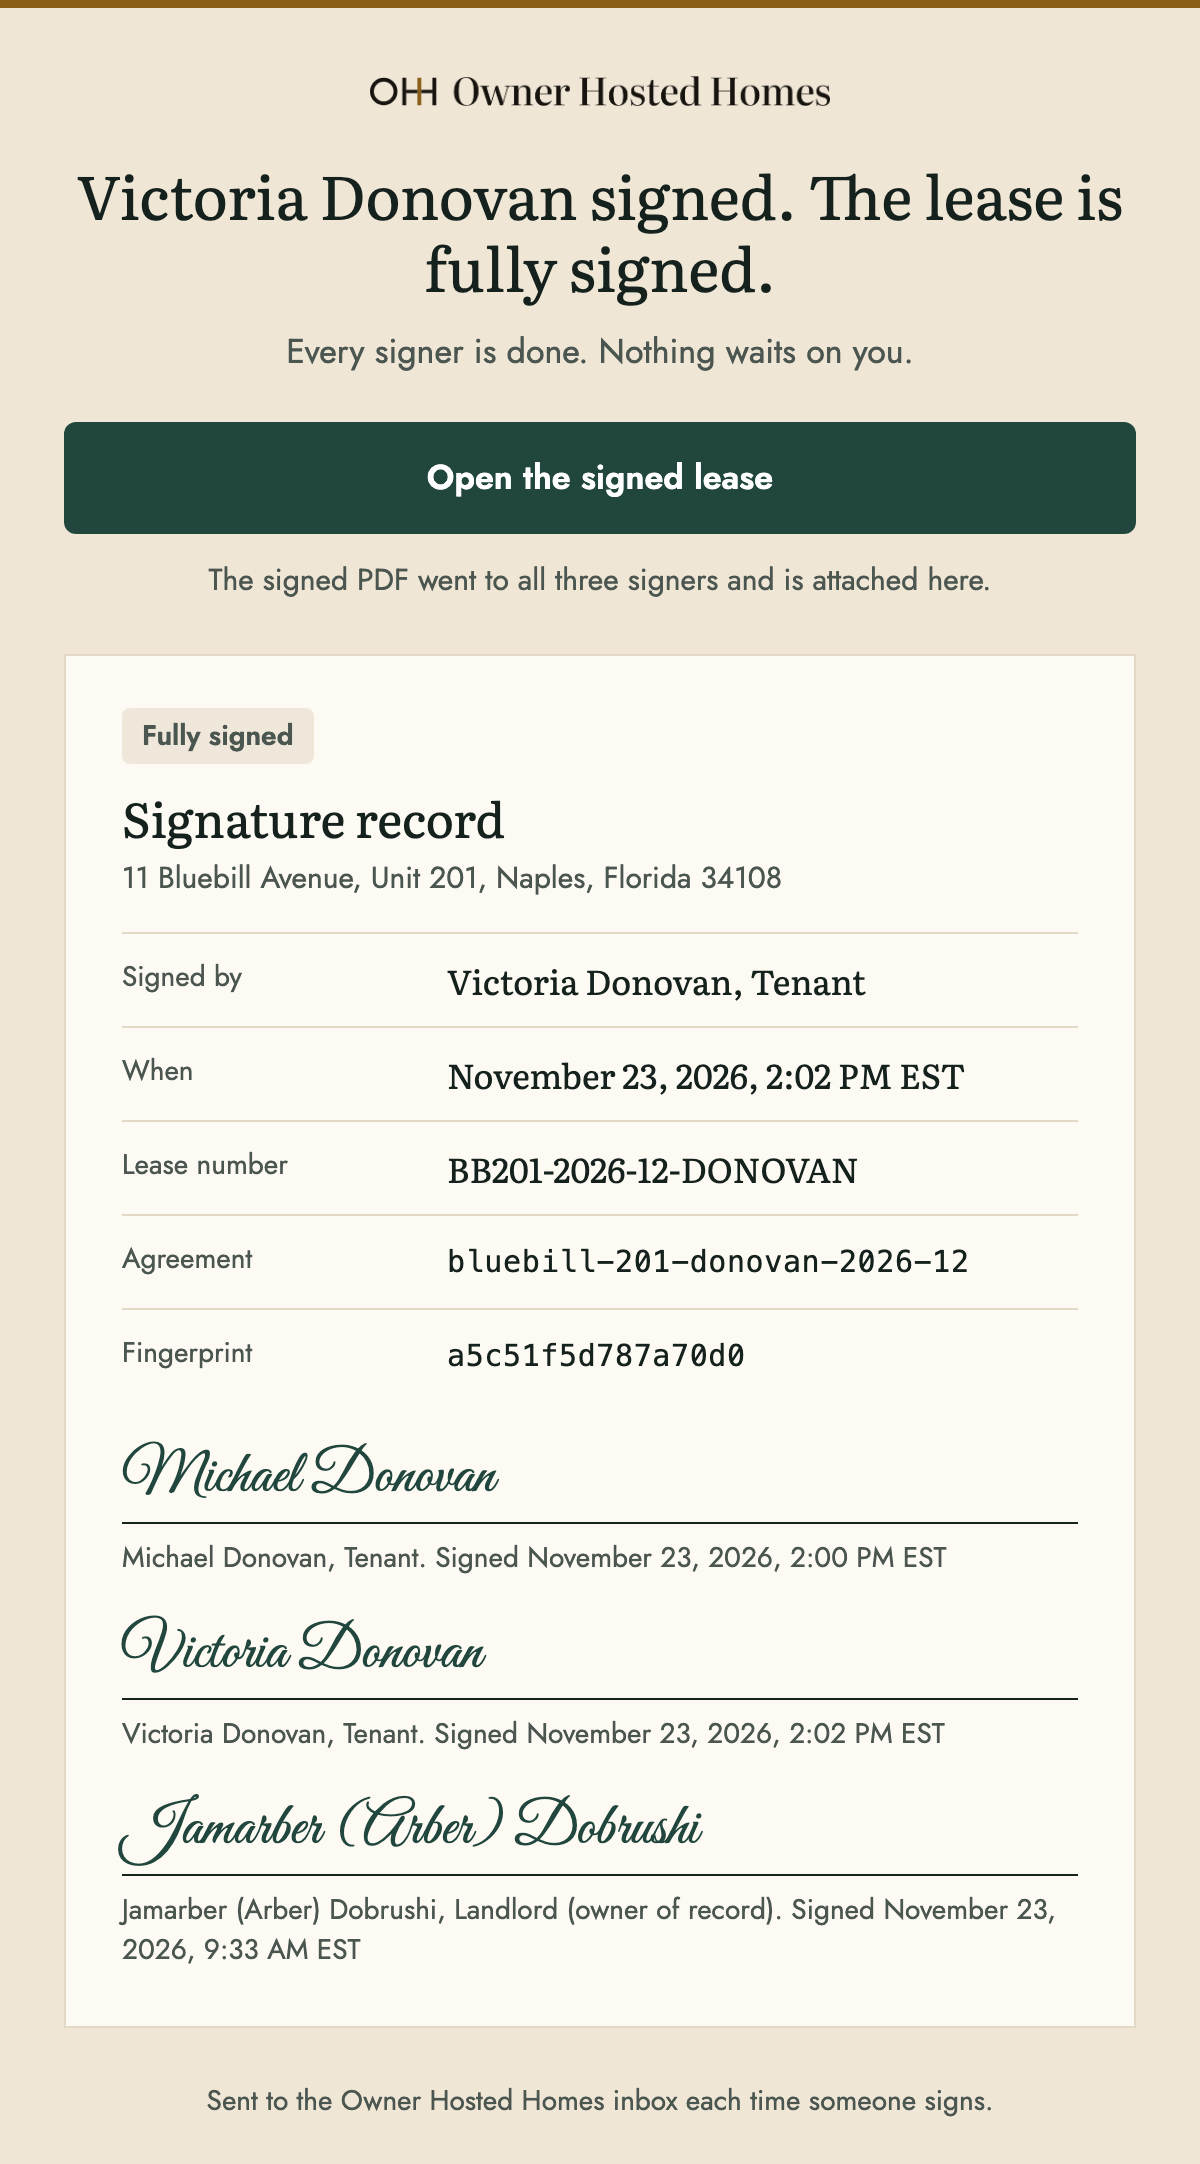 OHH Owner Hosted Homes
Victoria Donovan signed. The lease is
fully signed.
Every signer is done. Nothing waits on you.
Open the signed lease
The signed PDF went to all three signers and is attached here.
Fully signed
Signature record
11 Bluebill Avenue, Unit 201, Naples, Florida 34108
Signed by Victoria Donovan, Tenant
When November 23, 2026, 2:02 PM EST
Lease number BB201-2026-12-DONOVAN
Agreement bluebill-201-donovan-2026-12
Fingerprint a5c51f5d787a70d0
Michael Donovan
Michael Donovan, Tenant. Signed November 23, 2026, 2:00 PM EST
Victoria Donovan
Victoria Donovan, Tenant. Signed November 23, 2026, 2:02 PM EST
Jamarber (Arber) Dobrushi
Jamarber (Arber) Dobrushi, Landlord (owner of record). Signed November 23,
2026, 9:33 AM EST
Sent to the Owner Hosted Homes inbox each time someone signs.